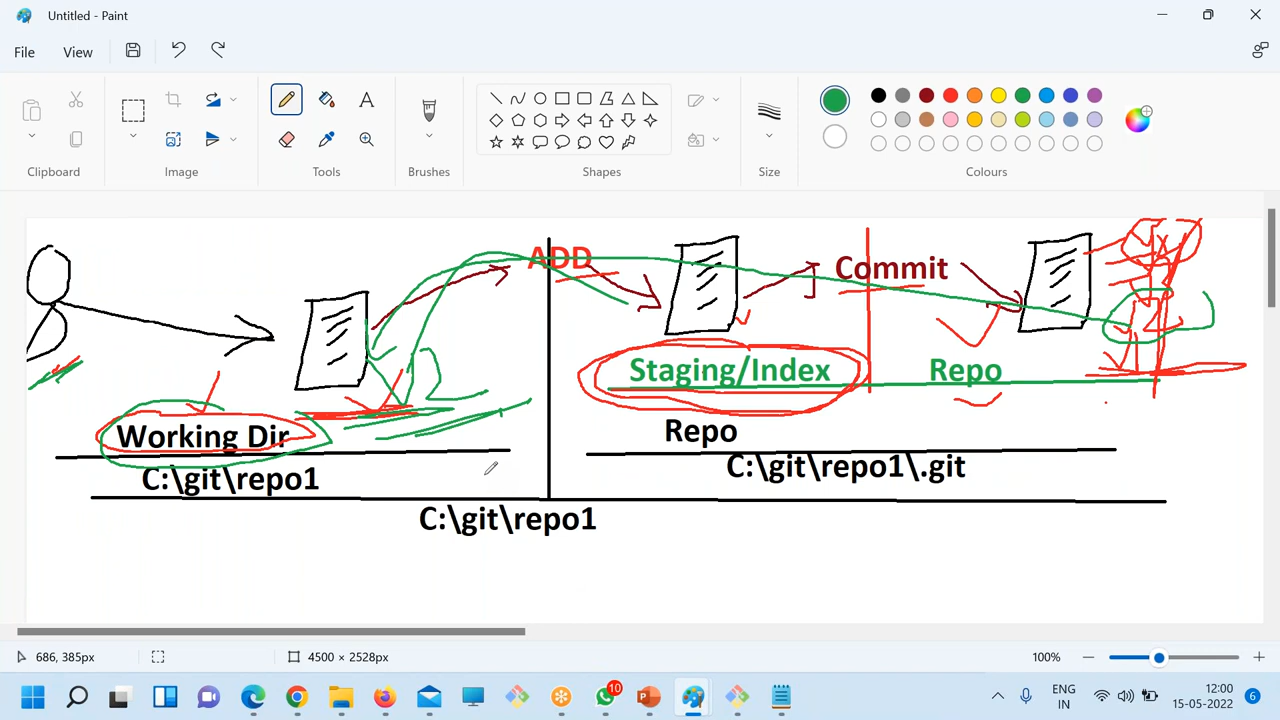 Untitled - Paint
File View
Clipboard Image Tools Brushes Shapes Size Colours
ADD
Commit
Staging/Index
Repo
Working Dir
Repo
C:\git\repo1
C:\git\repo1\.git
C:\git\repo1
686, 385px
4500 × 2528px
100%
10
ENG
IN
12:00
15-05-2022
6